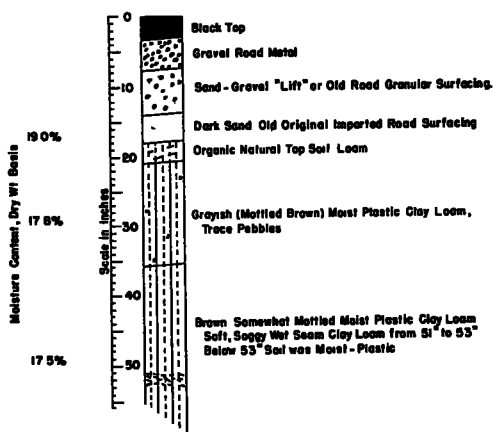 0
Black Top
Gravel Road Metal
10
Sand-Gravel "Lift" or Old Road Granular Surfacing.
Dark Sand Old Original Imported Road Surfacing
19.0%
Organic Natural Top Soil Loam
20
Moisture Content, Dry Wt Basis
Scale in Inches
Grayish (Mottled Brown) Moist Plastic Clay Loam,
Trace Pebbles
17.8%
30
40
Brown Somewhat Mottled Moist Plastic Clay Loam
Soft, Soggy Wet Seam Clay Loam from 51" to 53"
Below 53" Soil was Moist-Plastic
17.5%
50